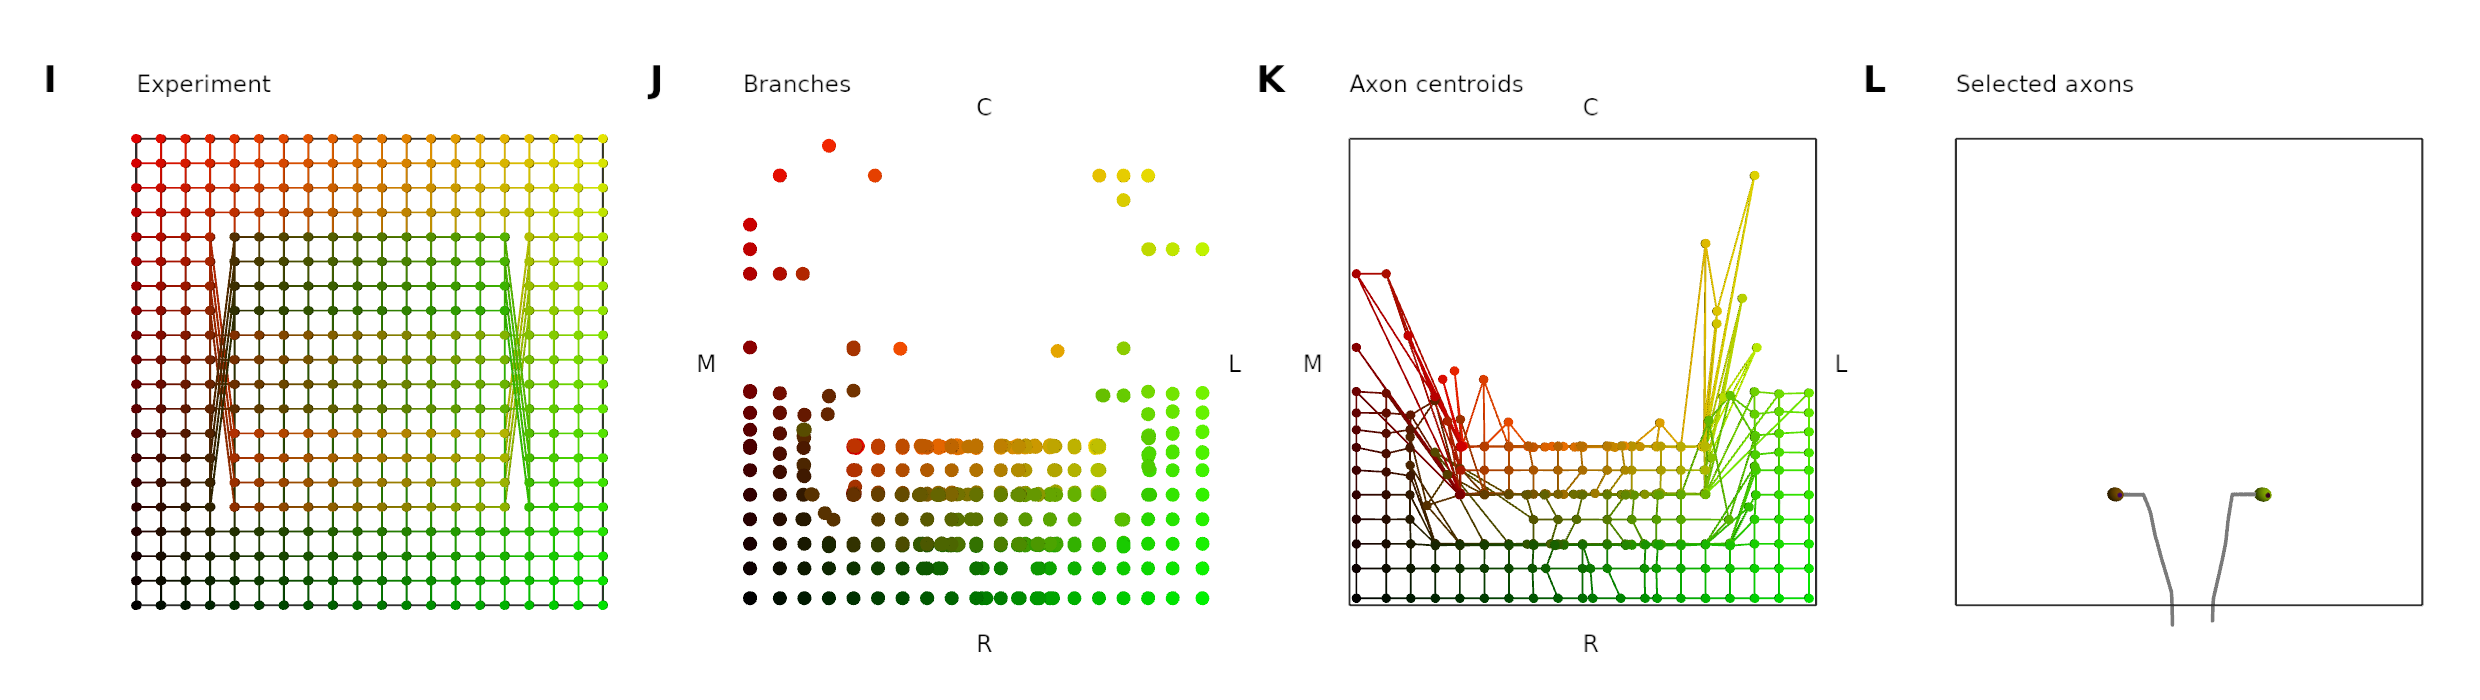 I Experiment
J Branches
C
M
L
R
K Axon centroids
C
M
L
R
L Selected axons